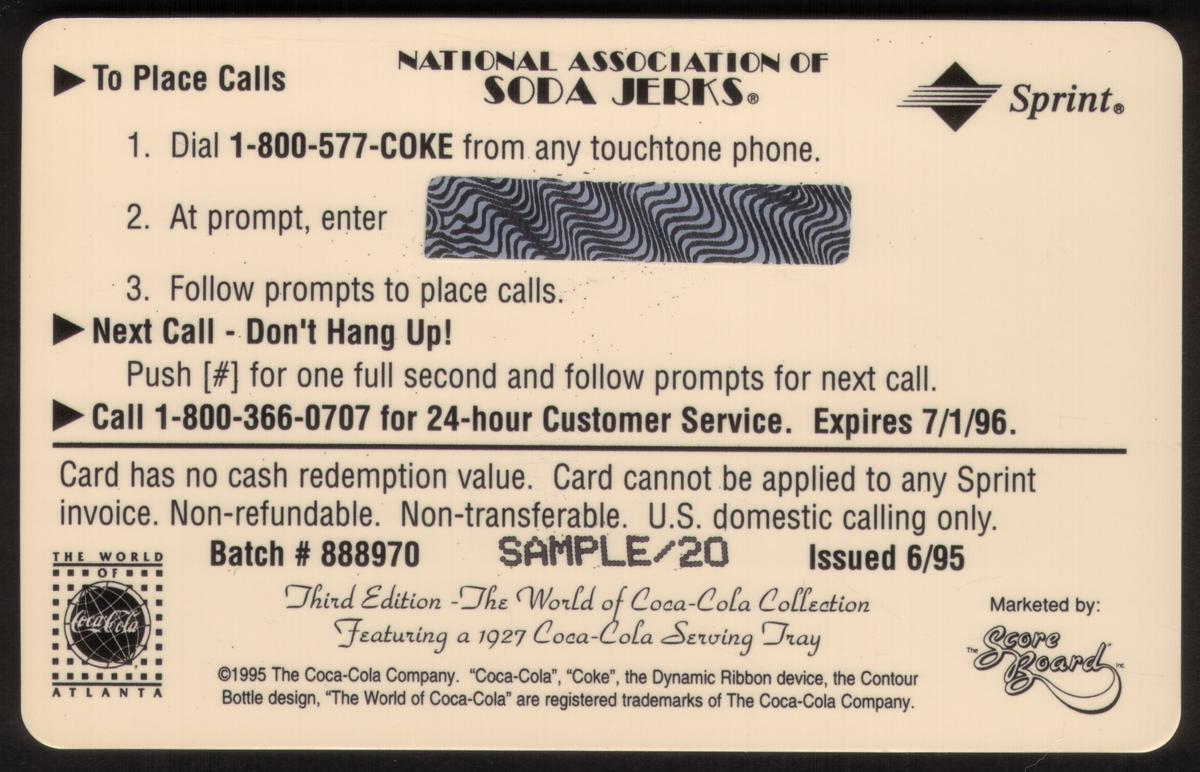 To Place Calls
NATIONAL ASSOCIATION OF
SODA JERKS®
Sprint®
1. Dial 1-800-577-COKE from any touchtone phone.
2. At prompt, enter
3. Follow prompts to place calls.
Next Call - Don't Hang Up!
Push [#] for one full second and follow prompts for next call.
Call 1-800-366-0707 for 24-hour Customer Service. Expires 7/1/96.
Card has no cash redemption value. Card cannot be applied to any Sprint
invoice. Non-refundable. Non-transferable. U.S. domestic calling only.
Batch # 888970 SAMPLE/20 Issued 6/95
THE WORLD
OF
Coca-Cola
ATLANTA
Third Edition -The World of Coca-Cola Collection
Featuring a 1927 Coca-Cola Serving Tray
©1995 The Coca-Cola Company. "Coca-Cola", "Coke", the Dynamic Ribbon device, the Contour
Bottle design, "The World of Coca-Cola" are registered trademarks of The Coca-Cola Company.
Marketed by:
The Score
Board inc